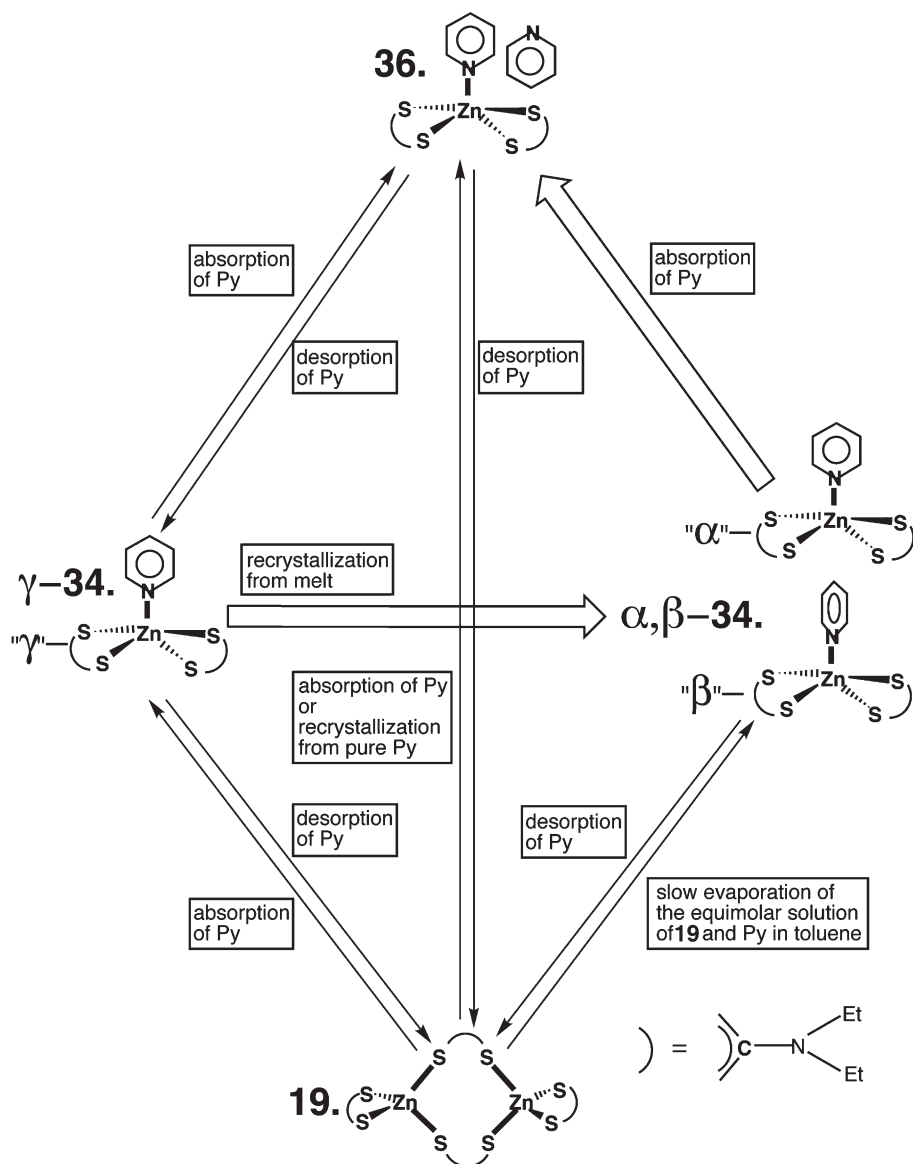 N
36.
N
S
Zn
S
S
S
absorption
of Py
absorption
of Py
desorption
of Py
desorption
of Py
N
"α"
S
Zn
S
S
S
γ–34.
N
"γ"
S
Zn
S
S
S
recrystallization
from melt
α,β–34.
N
"β"
S
Zn
S
S
S
absorption of Py
or
recrystallization
from pure Py
desorption
of Py
desorption
of Py
absorption
of Py
slow evaporation of
the equimolar solution
of 19 and Py in toluene
19.
S
S
S
Zn
Zn
S
S
S
S
S
=
C
N
Et
Et